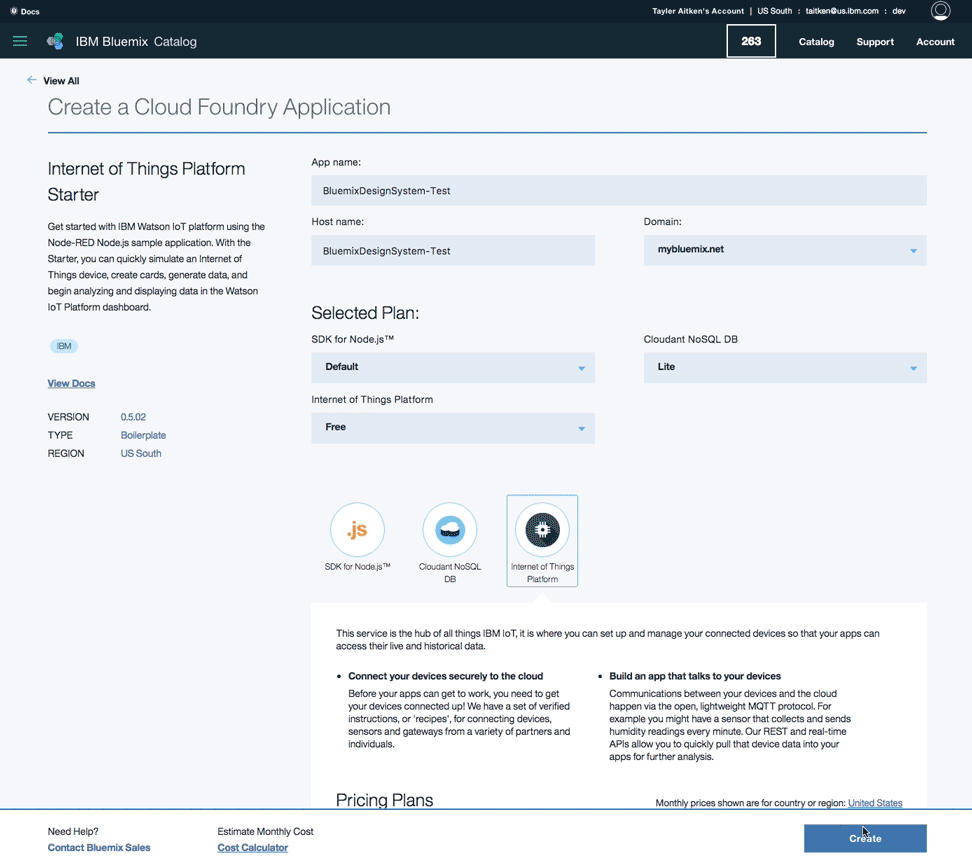 Docs
Tayler Aitken's Account | US South : taitken@us.ibm.com : dev
IBM Bluemix Catalog
263
Catalog
Support
Account
View All
Create a Cloud Foundry Application
Internet of Things Platform
Starter
Get started with IBM Watson IoT platform using the
Node-RED Node.js sample application. With the
Starter, you can quickly simulate an Internet of
Things device, create cards, generate data, and
begin analyzing and displaying data in the Watson
IoT Platform dashboard.
IBM
View Docs
VERSION 0.5.02
TYPE Boilerplate
REGION US South
App name:
BluemixDesignSystem-Test
Host name:
BluemixDesignSystem-Test
Domain:
mybluemix.net
Selected Plan:
SDK for Node.js™
Default
Cloudant NoSQL DB
Lite
Internet of Things Platform
Free
.js
SDK for Node.js™
Cloudant NoSQL
DB
Internet of Things
Platform
This service is the hub of all things IBM IoT, it is where you can set up and manage your connected devices so that your apps can
access their live and historical data.
• Connect your devices securely to the cloud
Before your apps can get to work, you need to get
your devices connected up! We have a set of verified
instructions, or 'recipes', for connecting devices,
sensors and gateways from a variety of partners and
individuals.
• Build an app that talks to your devices
Communications between your devices and the cloud
happen via the open, lightweight MQTT protocol. For
example you might have a sensor that collects and sends
humidity readings every minute. Our REST and real-time
APIs allow you to quickly pull that device data into your
apps for further analysis.
Pricing Plans
Monthly prices shown are for country or region: United States
Need Help?
Contact Bluemix Sales
Estimate Monthly Cost
Cost Calculator
Create